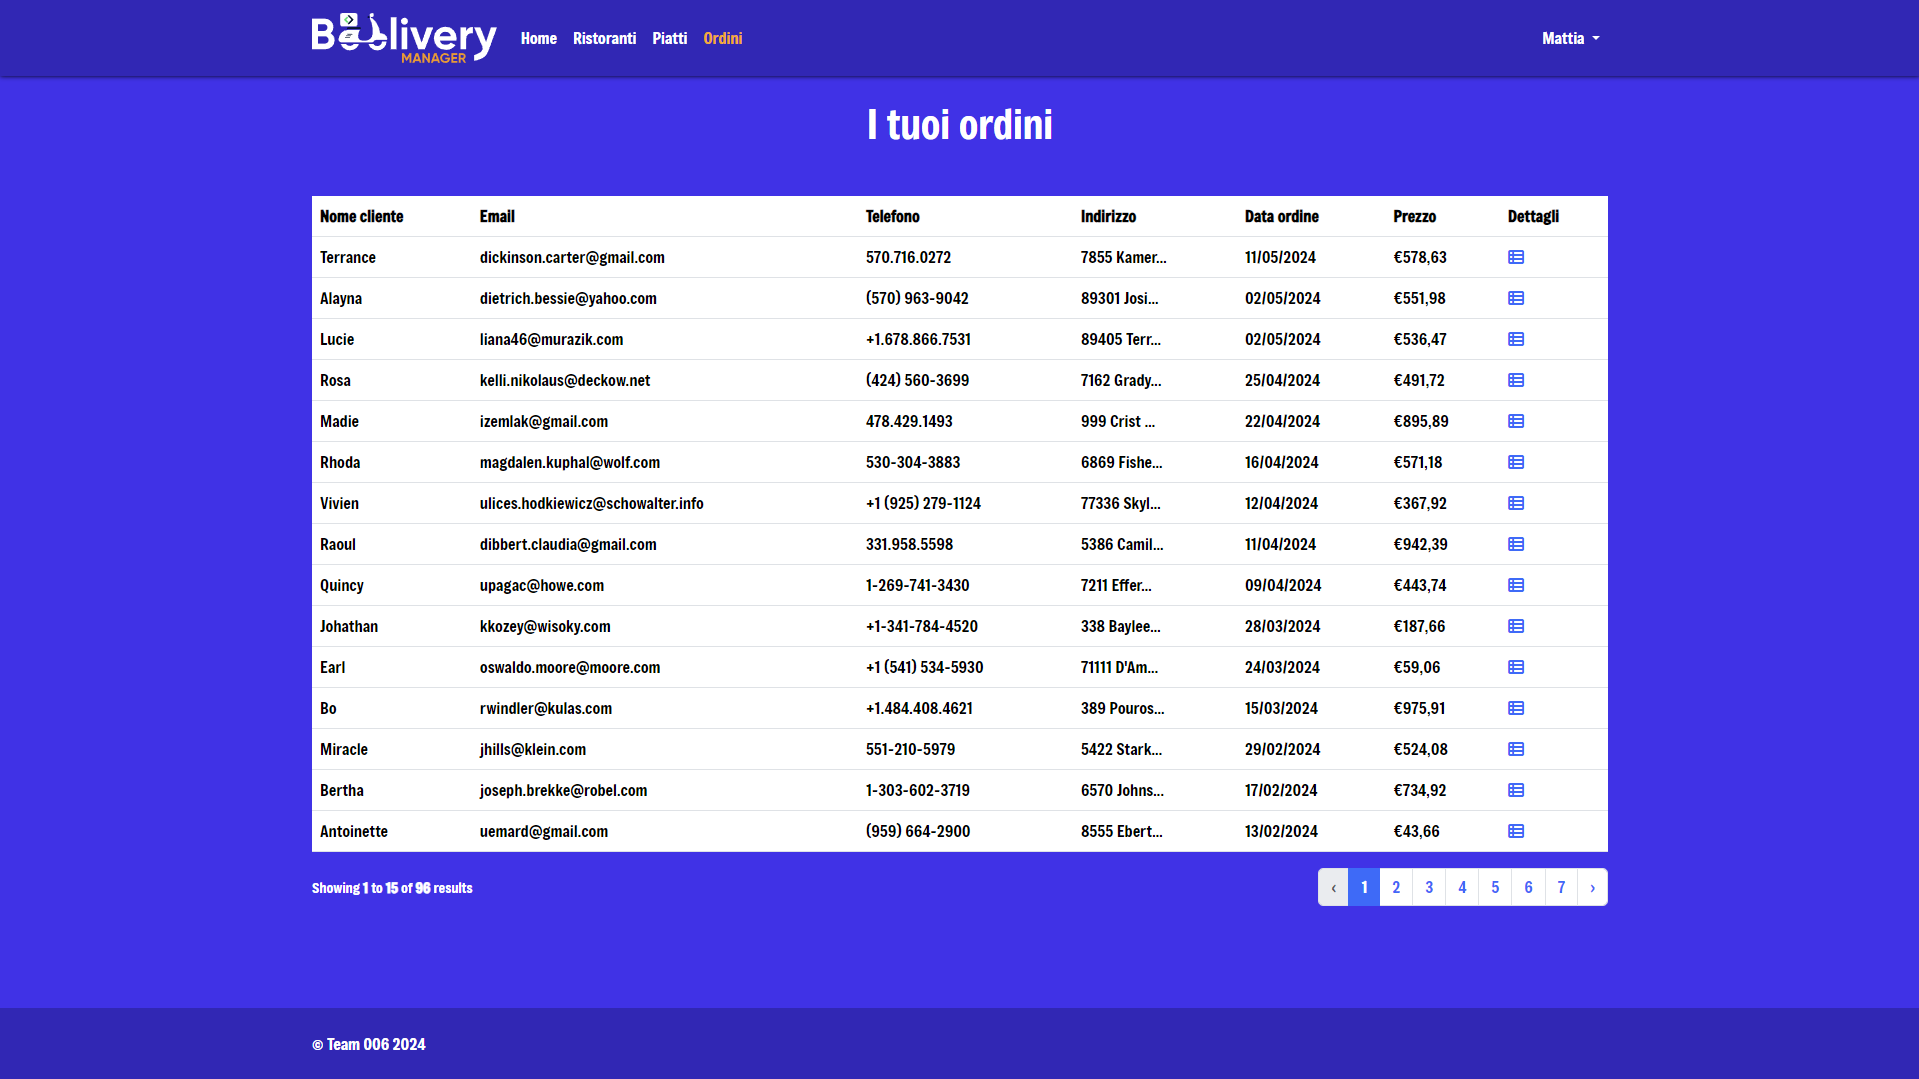 Boolivery MANAGER Home Ristoranti Piatti Ordini Mattia
I tuoi ordini
Nome cliente Email Telefono Indirizzo Data ordine Prezzo Dettagli
Terrance dickinson.carter@gmail.com 570.716.0272 7855 Kamer... 11/05/2024 €578,63
Alayna dietrich.bessie@yahoo.com (570) 963-9042 89301 Josi... 02/05/2024 €551,98
Lucie liana46@murazik.com +1.678.866.7531 89405 Terr... 02/05/2024 €536,47
Rosa kelli.nikolaus@deckow.net (424) 560-3699 7162 Grady... 25/04/2024 €491,72
Madie izemlak@gmail.com 478.429.1493 999 Crist ... 22/04/2024 €895,89
Rhoda magdalen.kuphal@wolf.com 530-304-3883 6869 Fishe... 16/04/2024 €571,18
Vivien ulices.hodkiewicz@schowalter.info +1 (925) 279-1124 77336 Skyl... 12/04/2024 €367,92
Raoul dibbert.claudia@gmail.com 331.958.5598 5386 Camil... 11/04/2024 €942,39
Quincy upagac@howe.com 1-269-741-3430 7211 Effer... 09/04/2024 €443,74
Johathan kkozey@wisoky.com +1-341-784-4520 338 Baylee... 28/03/2024 €187,66
Earl oswaldo.moore@moore.com +1 (541) 534-5930 71111 D'Am... 24/03/2024 €59,06
Bo rwindler@kulas.com +1.484.408.4621 389 Pouros... 15/03/2024 €975,91
Miracle jhills@klein.com 551-210-5979 5422 Stark... 29/02/2024 €524,08
Bertha joseph.brekke@robel.com 1-303-602-3719 6570 Johns... 17/02/2024 €734,92
Antoinette uemard@gmail.com (959) 664-2900 8555 Ebert... 13/02/2024 €43,66
Showing 1 to 15 of 96 results ‹ 1 2 3 4 5 6 7 ›
© Team 006 2024